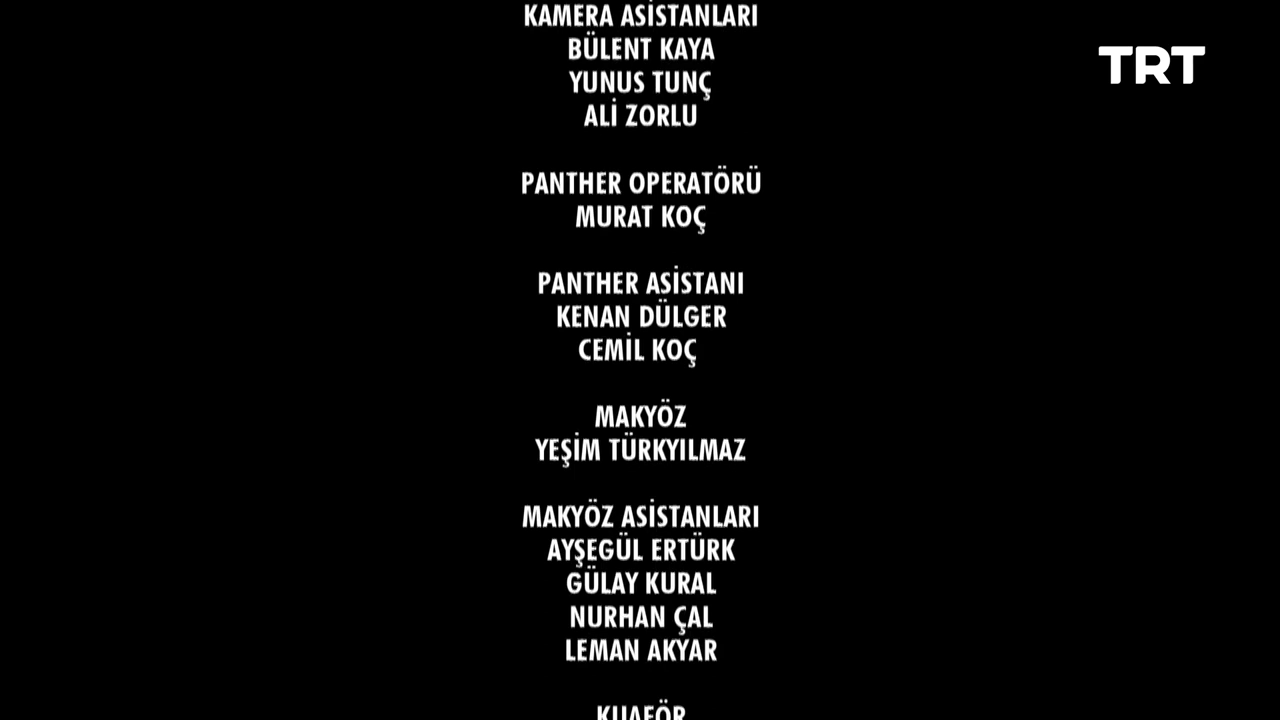 KAMERA ASİSTANLARI
BÜLENT KAYA
YUNUS TUNÇ
ALİ ZORLU
TRT
PANTHER OPERATÖRÜ
MURAT KOÇ
PANTHER ASİSTANI
KENAN DÜLGER
CEMİL KOÇ
MAKYÖZ
YEŞİM TÜRKYILMAZ
MAKYÖZ ASİSTANLARI
AYŞEGÜL ERTÜRK
GÜLAY KURAL
NURHAN ÇAL
LEMAN AKYAR
KUAFÖR